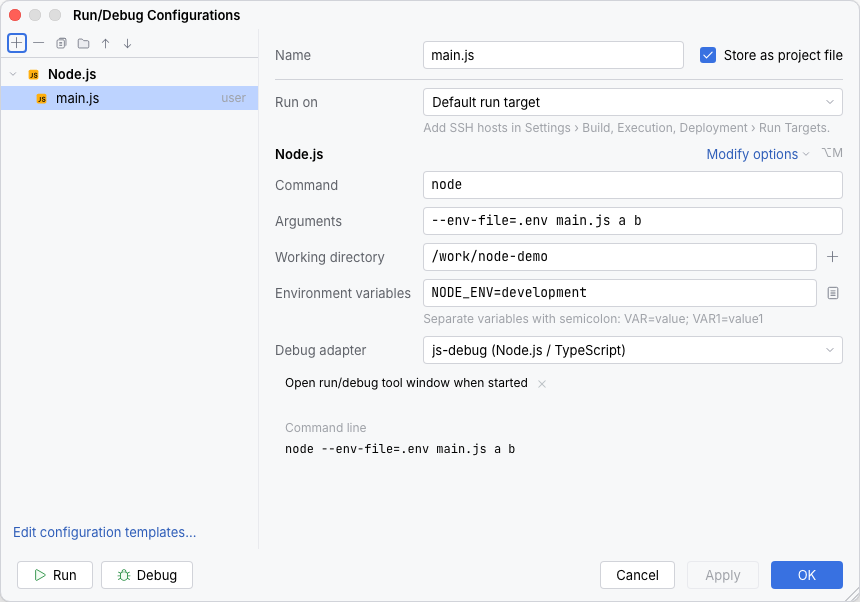 Run/Debug Configurations
Node.js
main.js user
Edit configuration templates...
Name main.js Store as project file
Run on Default run target
Add SSH hosts in Settings › Build, Execution, Deployment › Run Targets.
Node.js Modify options ⌥M
Command node
Arguments --env-file=.env main.js a b
Working directory /work/node-demo
Environment variables NODE_ENV=development
Separate variables with semicolon: VAR=value; VAR1=value1
Debug adapter js-debug (Node.js / TypeScript)
Open run/debug tool window when started
Command line
node --env-file=.env main.js a b
Run Debug Cancel Apply OK